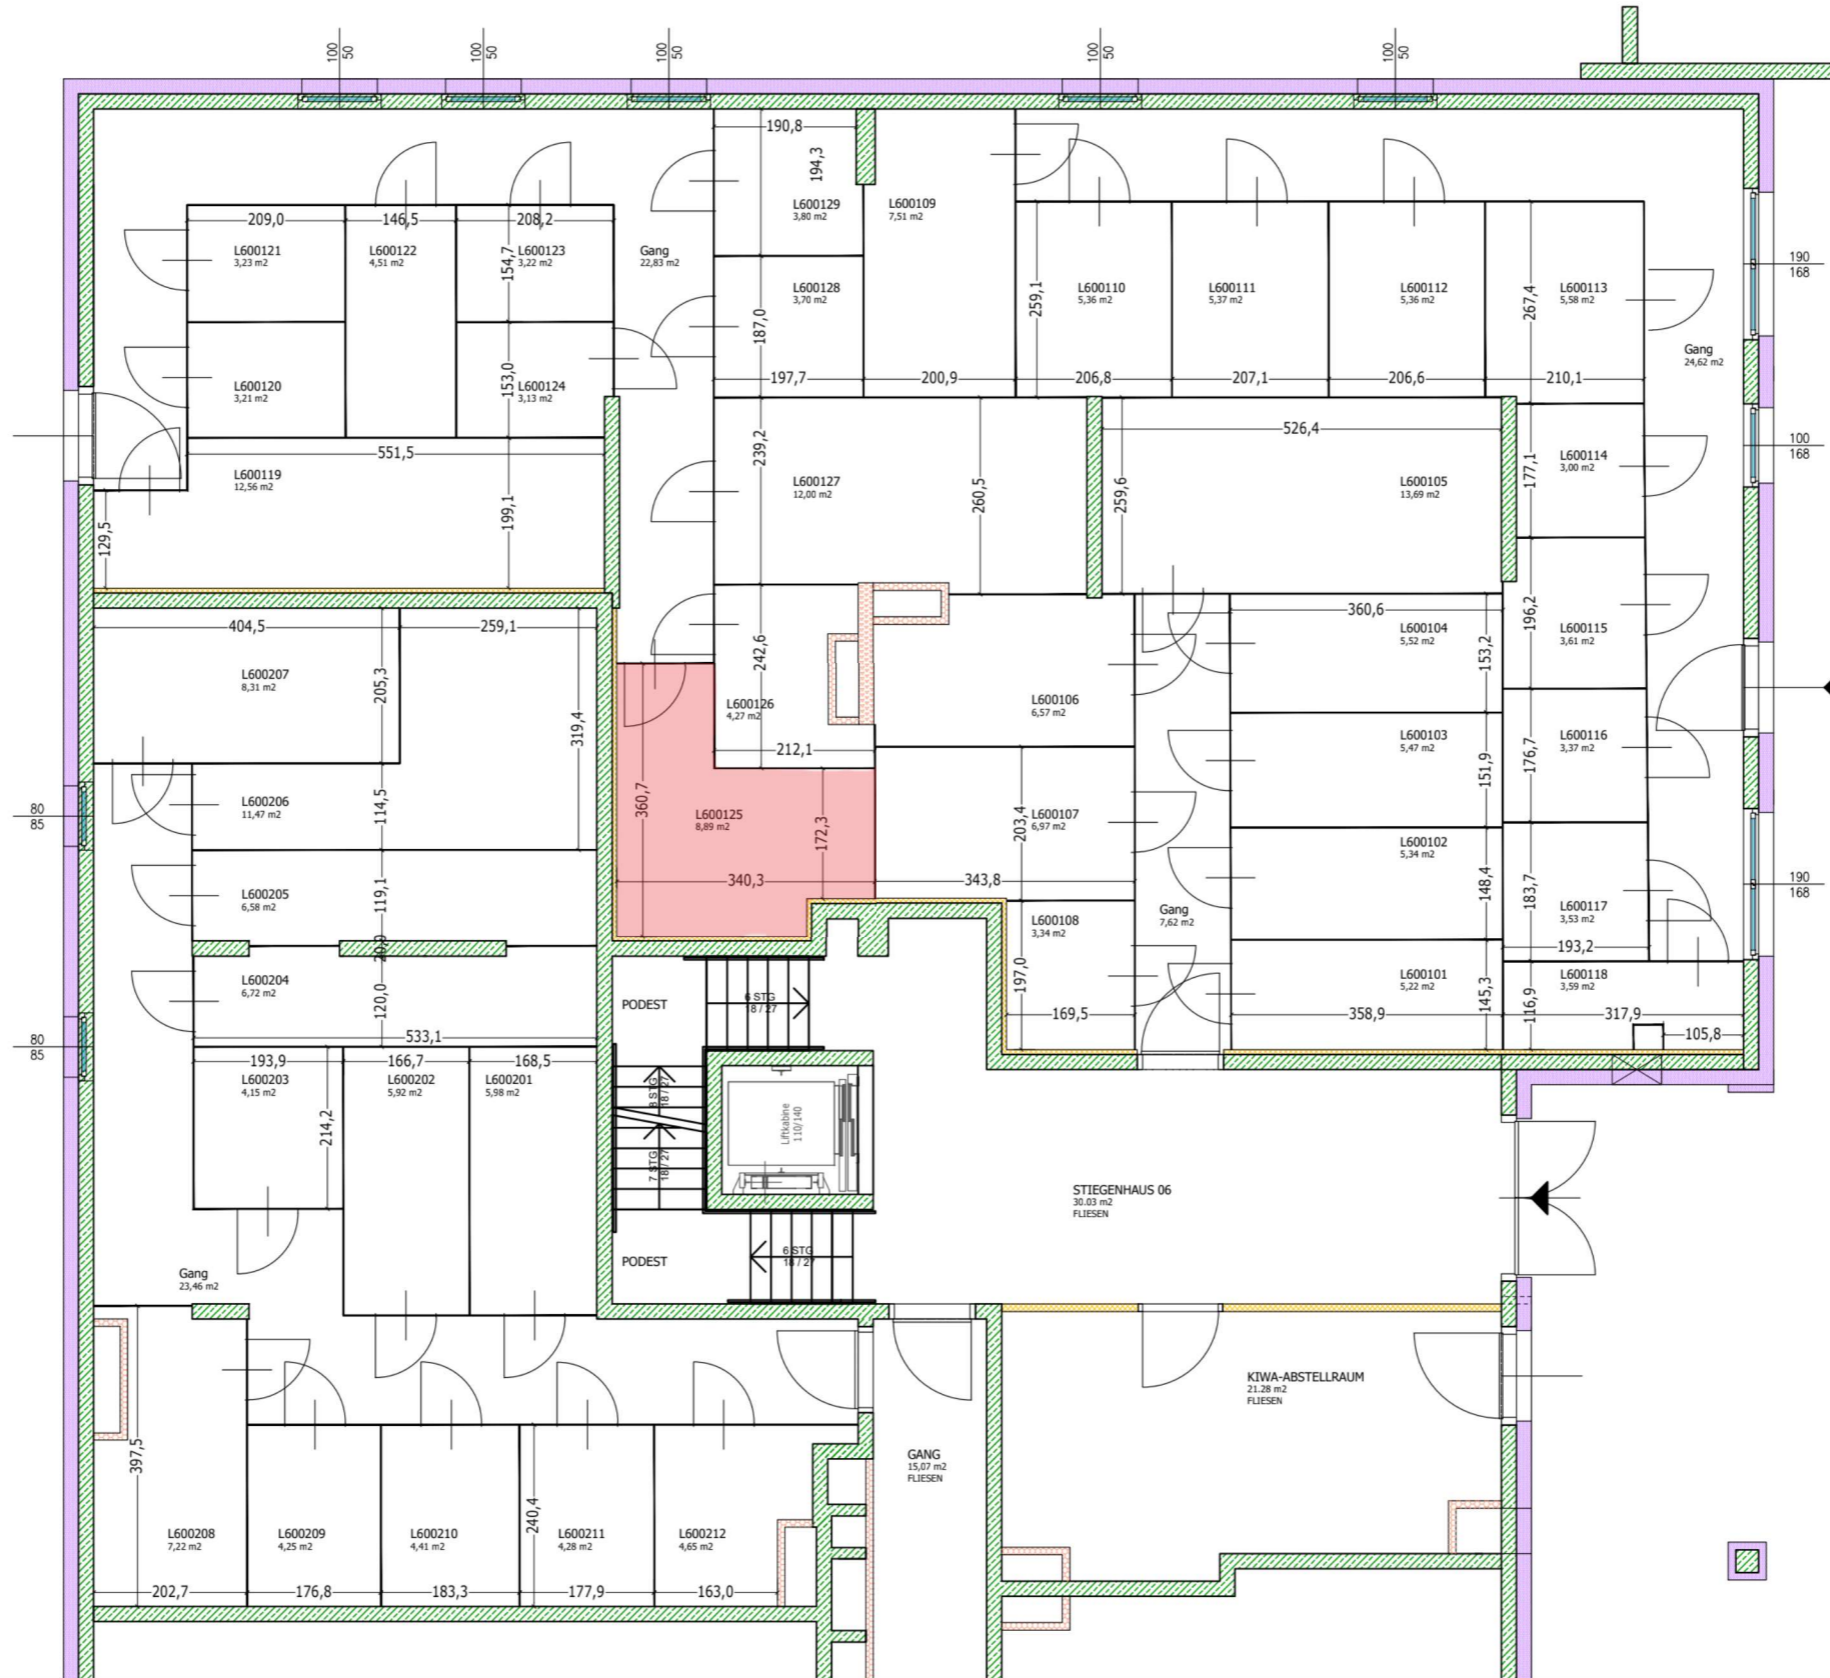 100
50
100
50
100
50
100
50
100
50
190,8
194,3
L600129
3,80 m2
L600109
7,51 m2
209,0
146,5
208,2
L600121
3,23 m2
L600122
4,51 m2
154,7
L600123
3,22 m2
Gang
22,83 m2
190
168
L600128
3,70 m2
259,1
L600110
5,36 m2
L600111
5,37 m2
L600112
5,36 m2
267,4
L600113
5,58 m2
187,0
Gang
24,62 m2
L600120
3,21 m2
153,0
L600124
3,13 m2
197,7
200,9
206,8
207,1
206,6
210,1
551,5
239,2
526,4
100
168
L600119
12,56 m2
L600127
12,00 m2
L600105
13,69 m2
177,1
L600114
3,00 m2
129,5
199,1
260,5
259,6
404,5
259,1
360,6
196,2
L600115
3,61 m2
L600104
5,52 m2
153,2
242,6
L600207
8,31 m2
205,3
319,4
L600126
4,27 m2
L600106
6,57 m2
212,1
L600103
5,47 m2
151,9
176,7
L600116
3,37 m2
80
85
L600206
11,47 m2
114,5
360,7
L600125
8,89 m2
172,3
203,4
L600107
6,97 m2
L600102
5,34 m2
148,4
340,3
343,8
190
168
L600205
6,58 m2
119,1
183,7
L600117
3,53 m2
L600108
3,34 m2
Gang
7,62 m2
193,2
20,9
L600204
6,72 m2
120,0
PODEST
6 STG
18 / 27
197,0
L600101
5,22 m2
145,3
116,9
L600118
3,59 m2
169,5
358,9
317,9
105,8
80
85
533,1
193,9
166,7
168,5
L600203
4,15 m2
L600202
5,92 m2
L600201
5,98 m2
214,2
8 STG
18 / 27
7 STG
18 / 27
Liftkabine
110/140
STIEGENHAUS 06
30.03 m2
FLIESEN
PODEST
6 STG
18 / 27
Gang
23,46 m2
KIWA-ABSTELLRAUM
21.28 m2
FLIESEN
397,5
GANG
15,07 m2
FLIESEN
240,4
L600208
7,22 m2
L600209
4,25 m2
L600210
4,41 m2
L600211
4,28 m2
L600212
4,65 m2
202,7
176,8
183,3
177,9
163,0